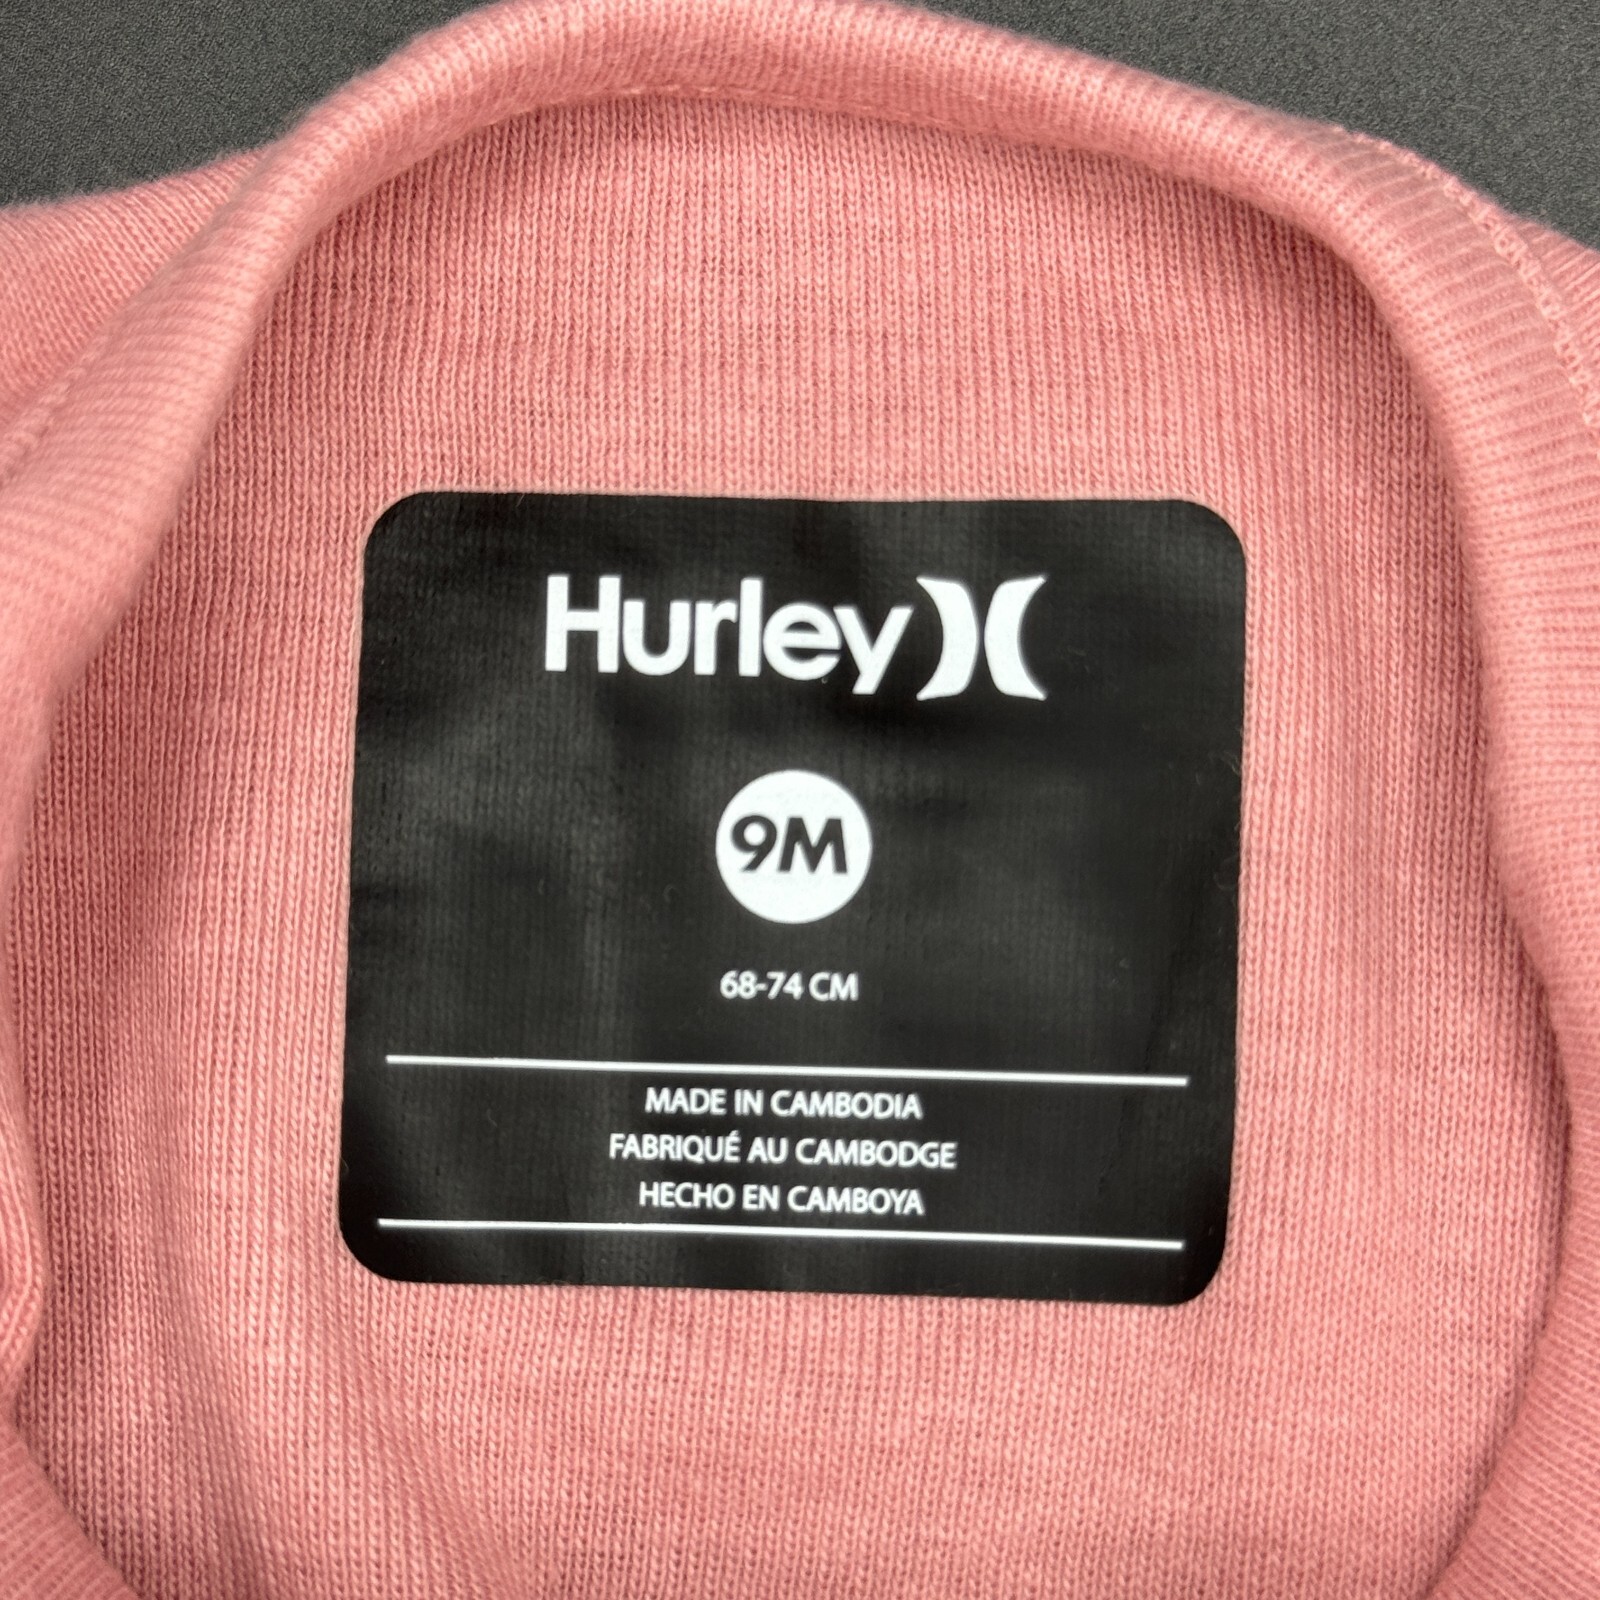 Hurley
9M
68-74 CM
MADE IN CAMBODIA
FABRIQUÉ AU CAMBODGE
HECHO EN CAMBOYA